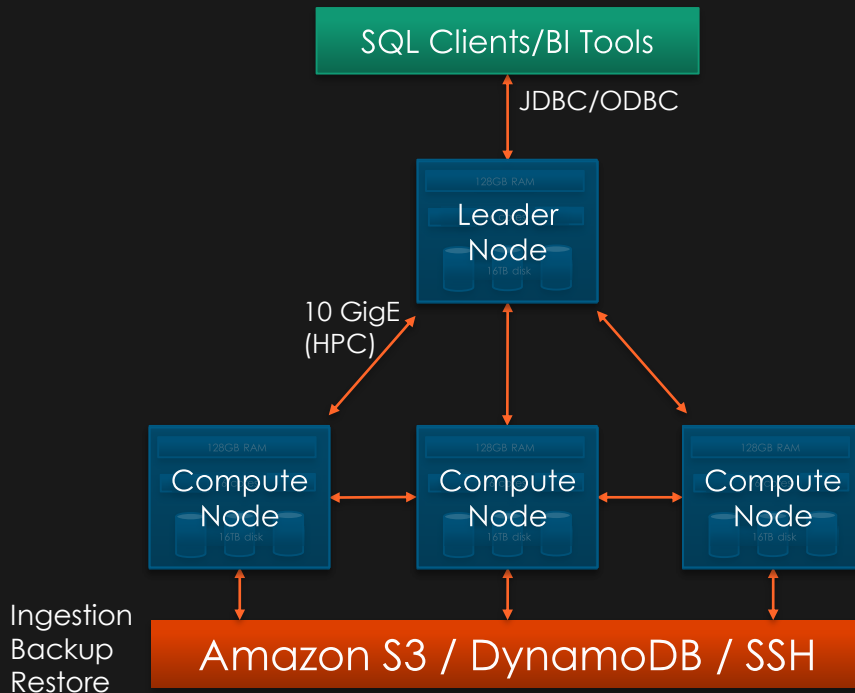 SQL Clients/BI Tools
JDBC/ODBC
128GB RAM
Leader
Node
16TB disk
10 GigE
(HPC)
128GB RAM
Compute
Node
16TB disk
128GB RAM
Compute
Node
16TB disk
128GB RAM
Compute
Node
16TB disk
Ingestion
Backup
Restore
Amazon S3 / DynamoDB / SSH